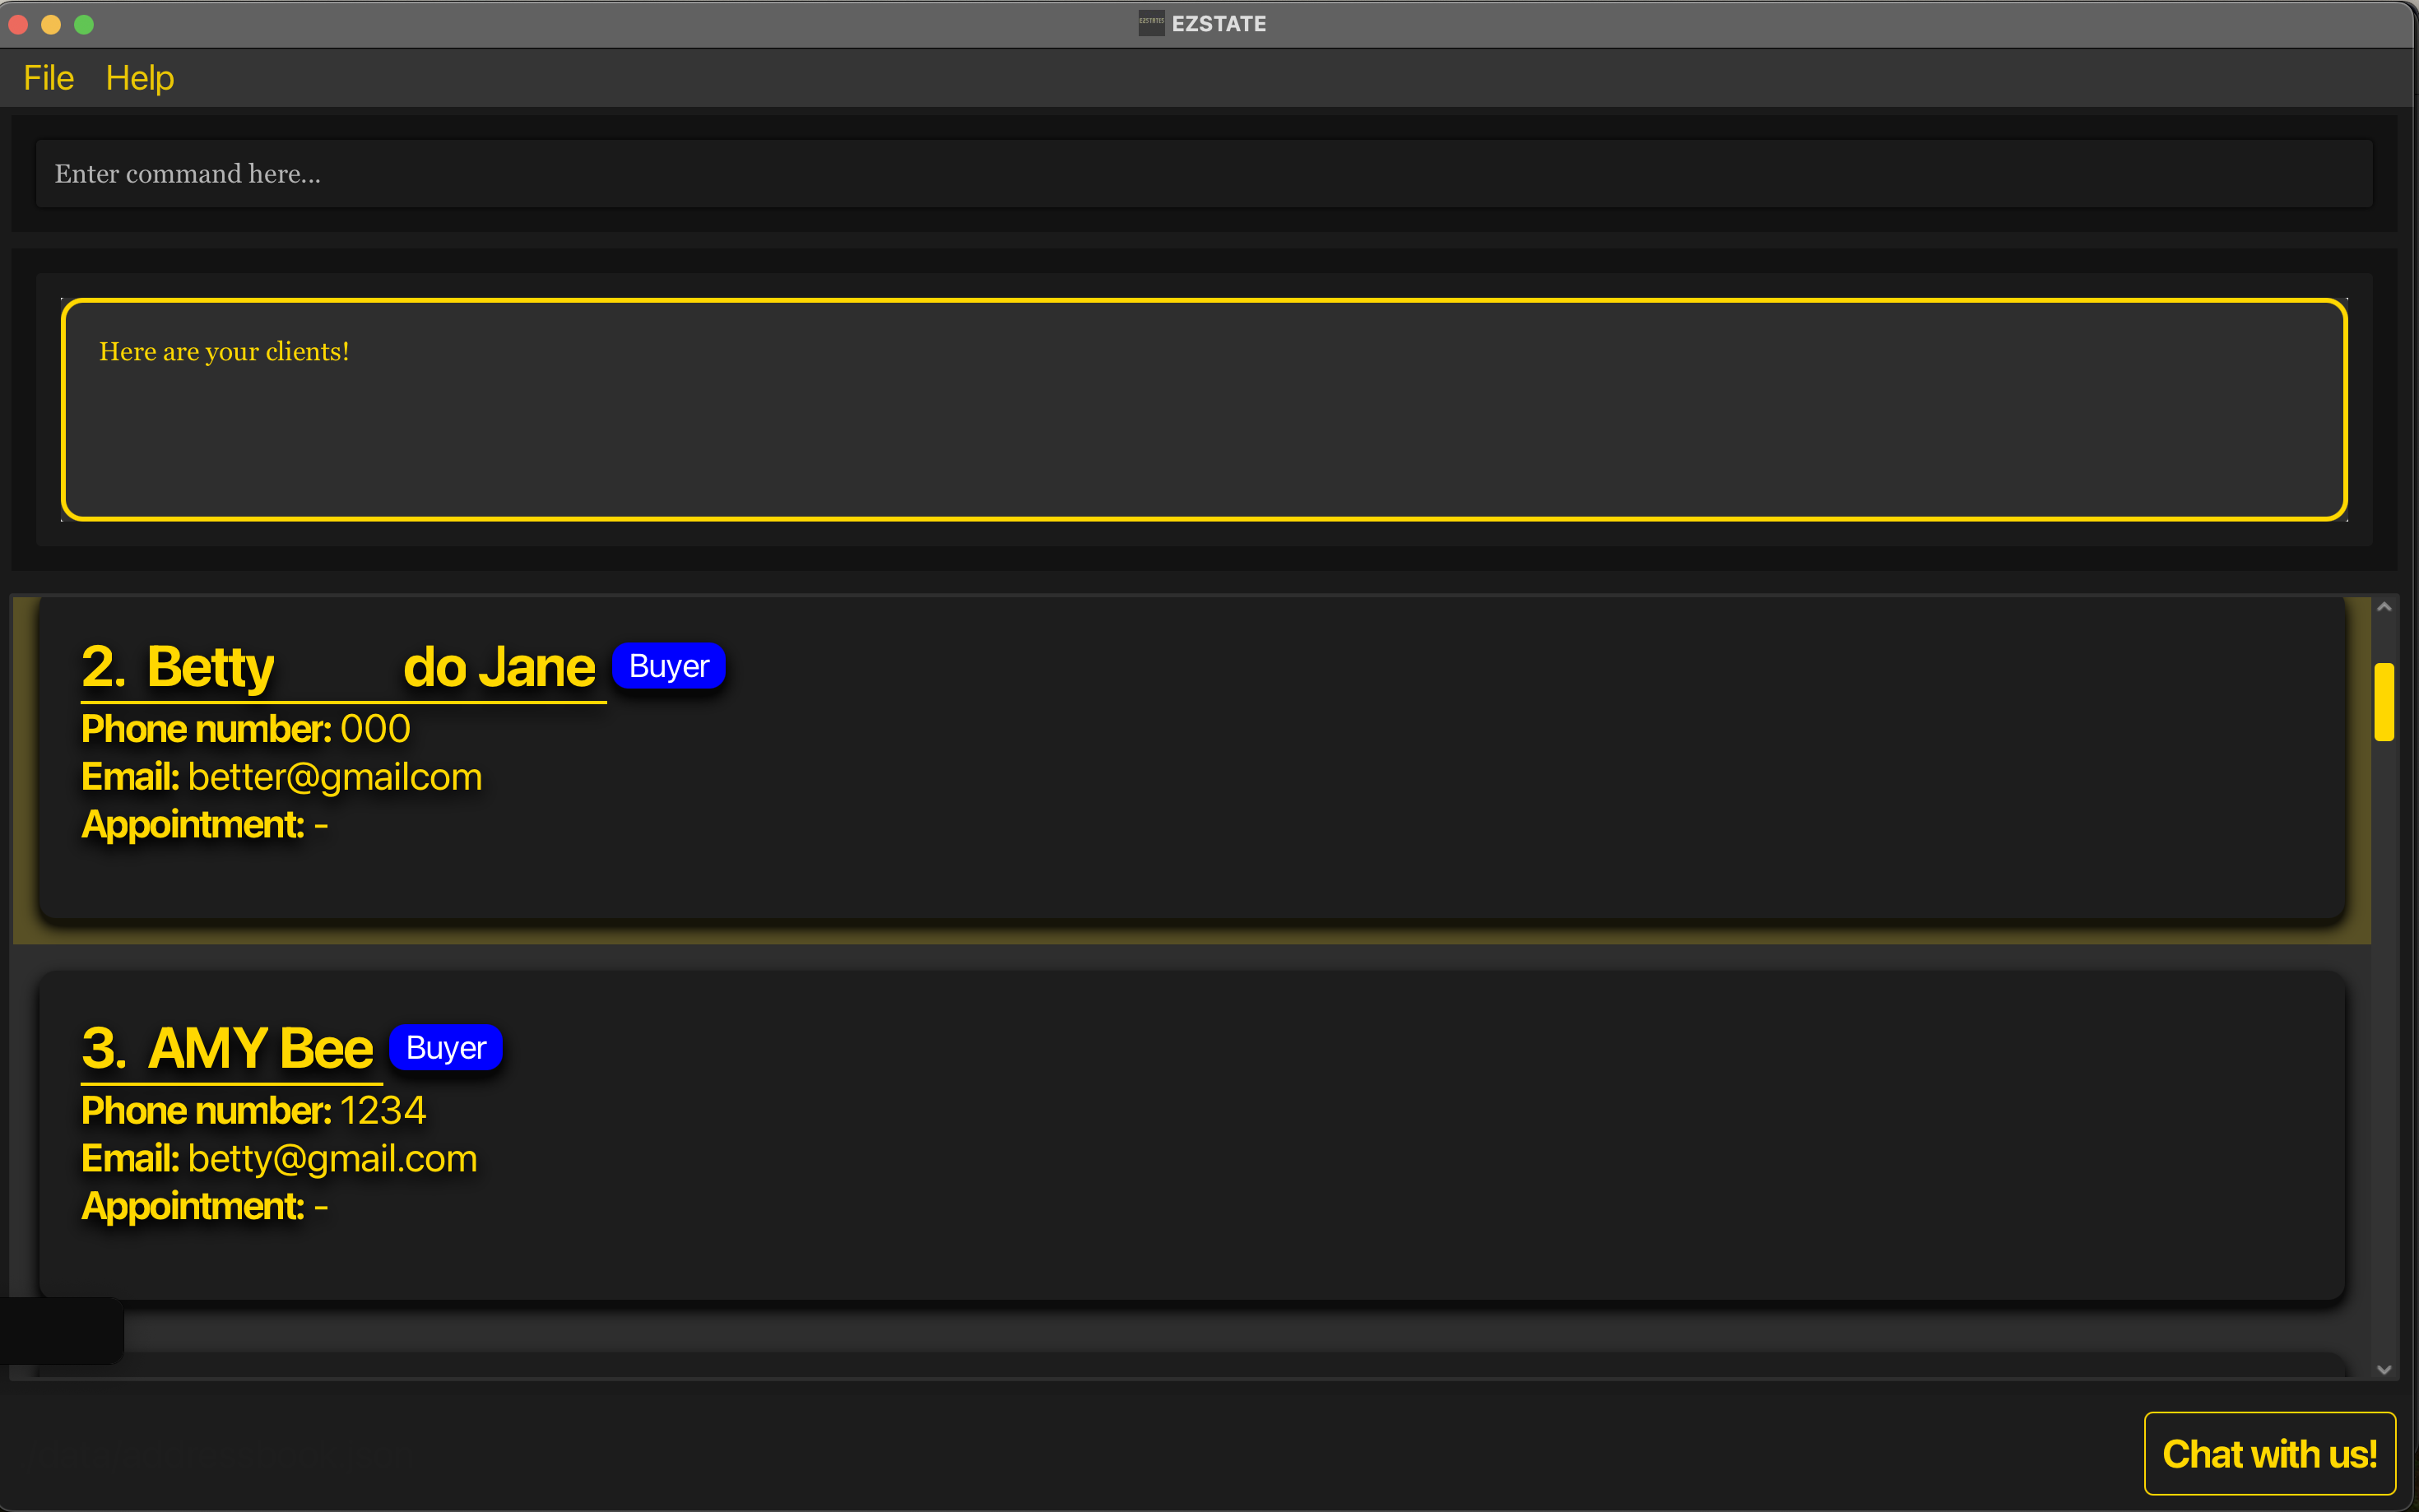 EZSTATE
File Help
Enter command here...
Here are your clients!
2. Betty do Jane Buyer
Phone number: 000
Email: better@gmailcom
Appointment: -
3. AMY Bee Buyer
Phone number: 1234
Email: betty@gmail.com
Appointment: -
Chat with us!